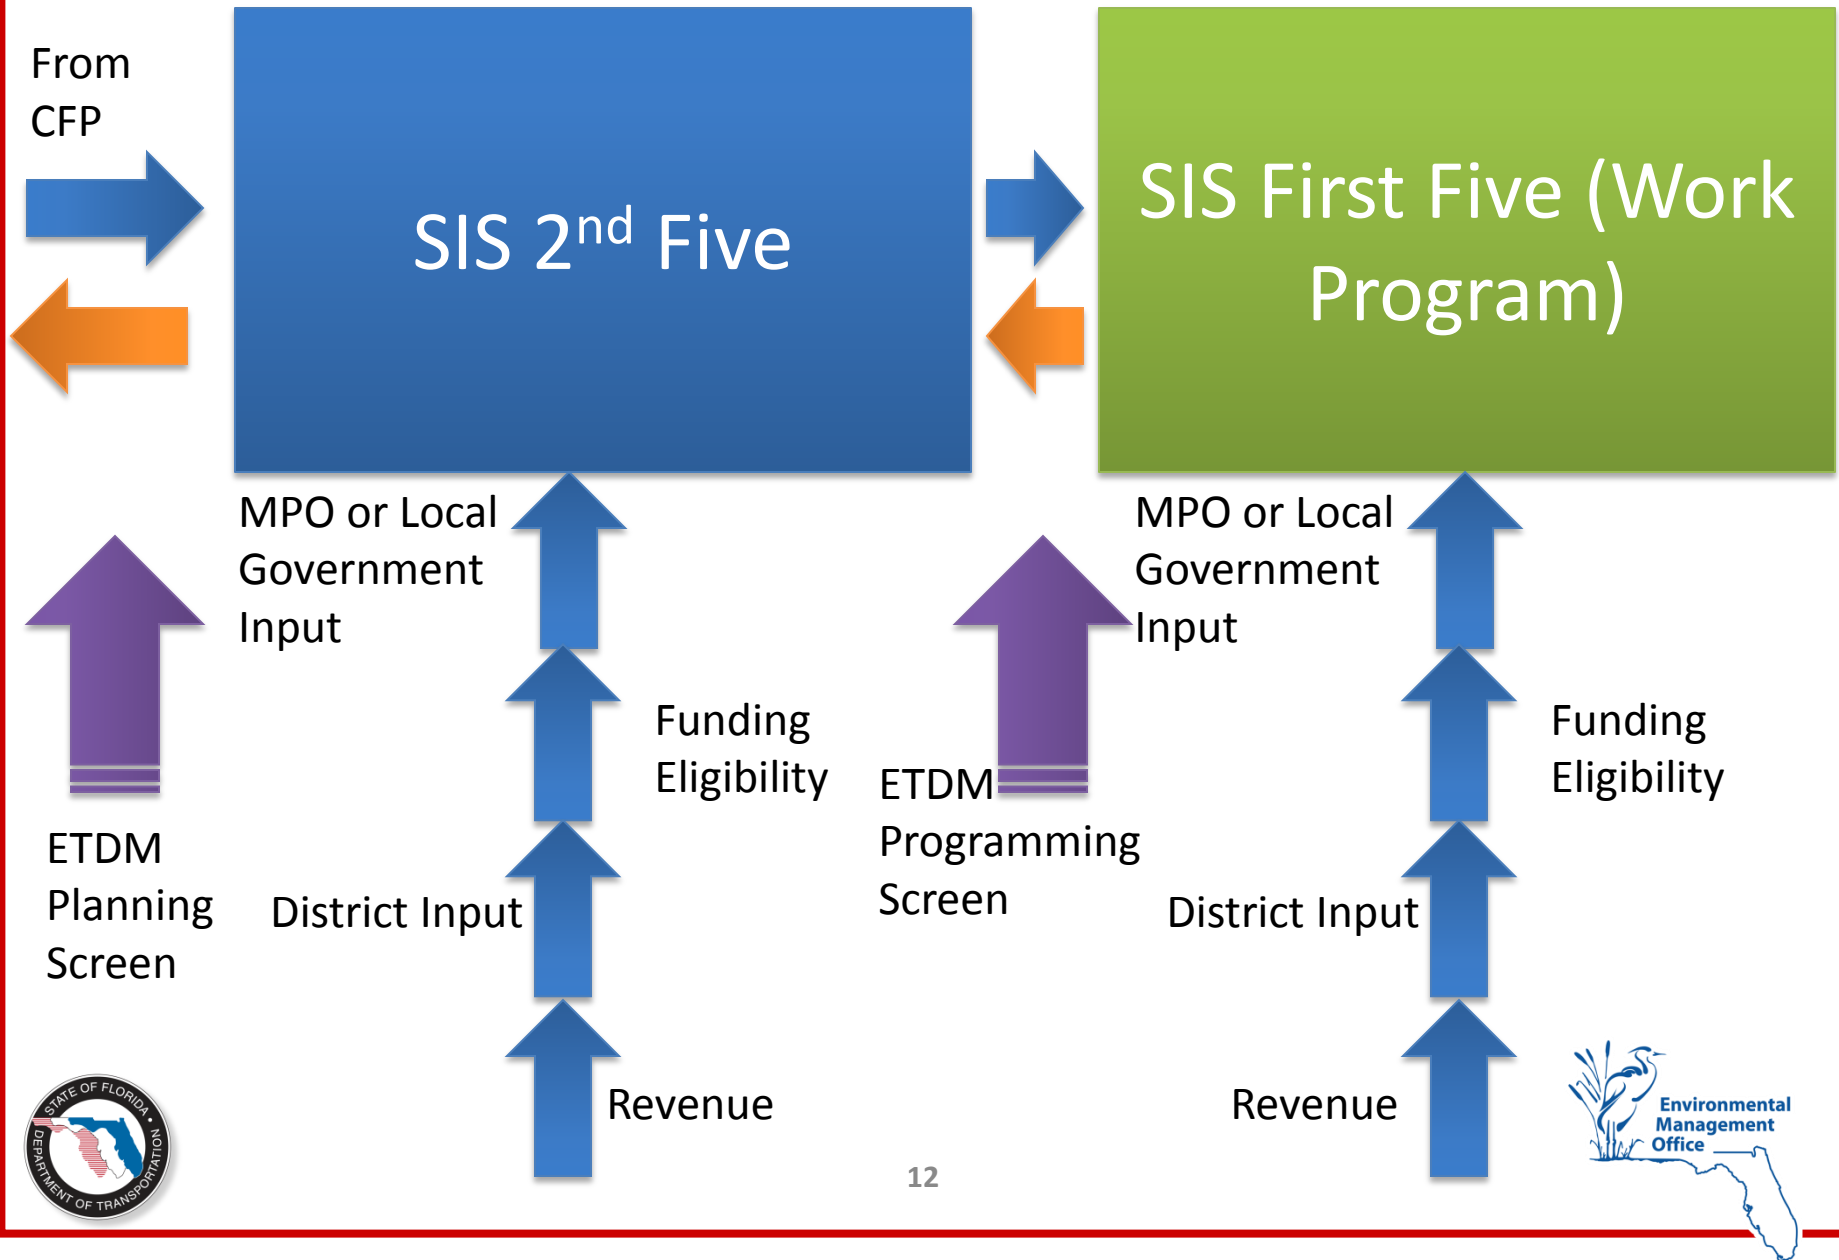 From
CFP
SIS 2nd Five
SIS First Five (Work
Program)
MPO or Local
Government
Input
Funding
Eligibility
ETDM
Planning
Screen
District Input
Revenue
ETDM
Programming
Screen
MPO or Local
Government
Input
Funding
Eligibility
District Input
Revenue
STATE OF FLORIDA • DEPARTMENT OF TRANSPORTATION
12
Environmental
Management
Office